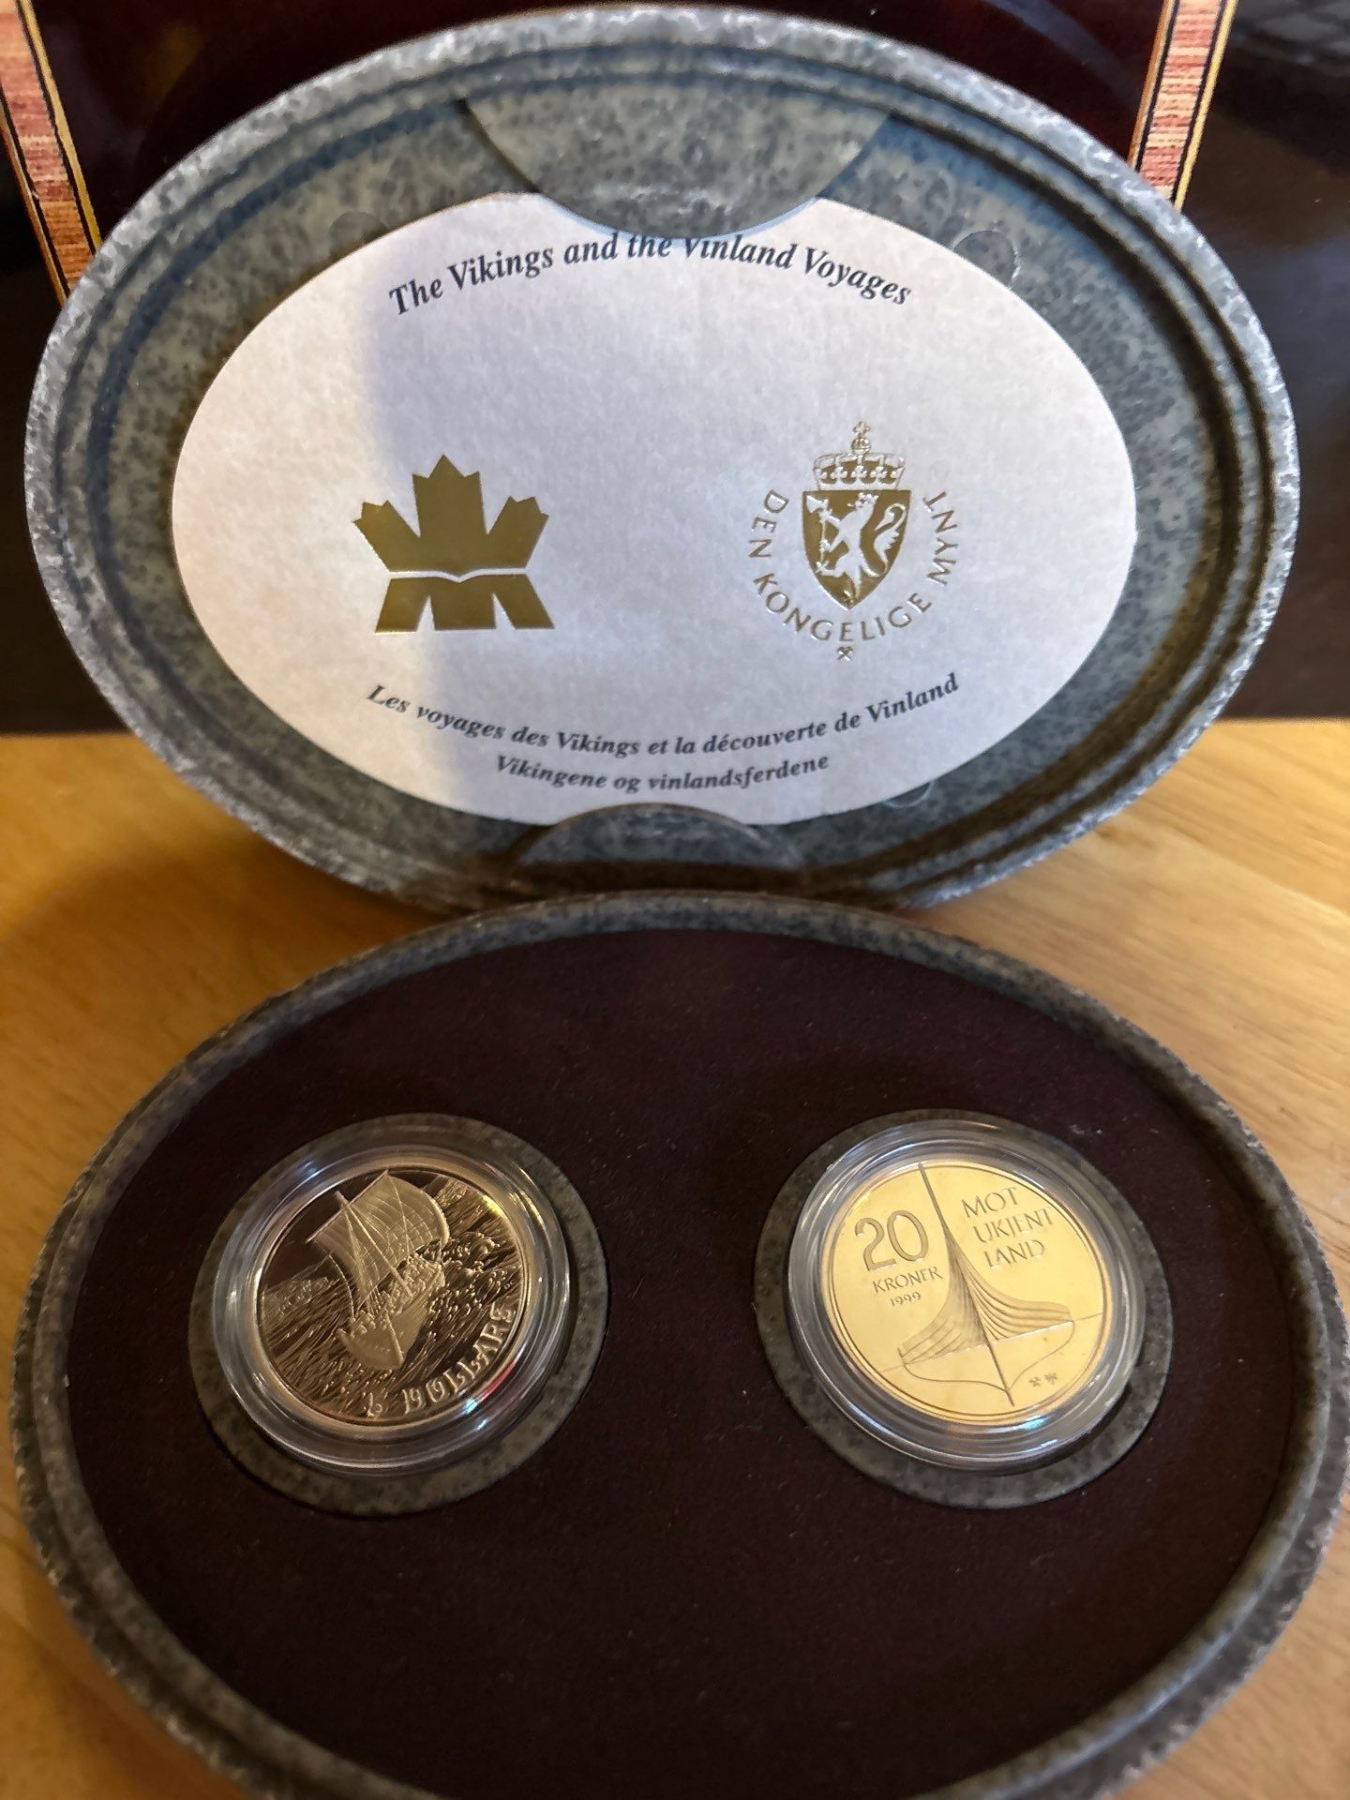 The Vikings and the Vinland Voyages
DEN KONGELIGE MYNT
Les voyages des Vikings et la découverte de Vinland
Vikingene og vinlandsferdene
DOLLARS
20
KRONER
1999
MOT
UKJENT
LAND